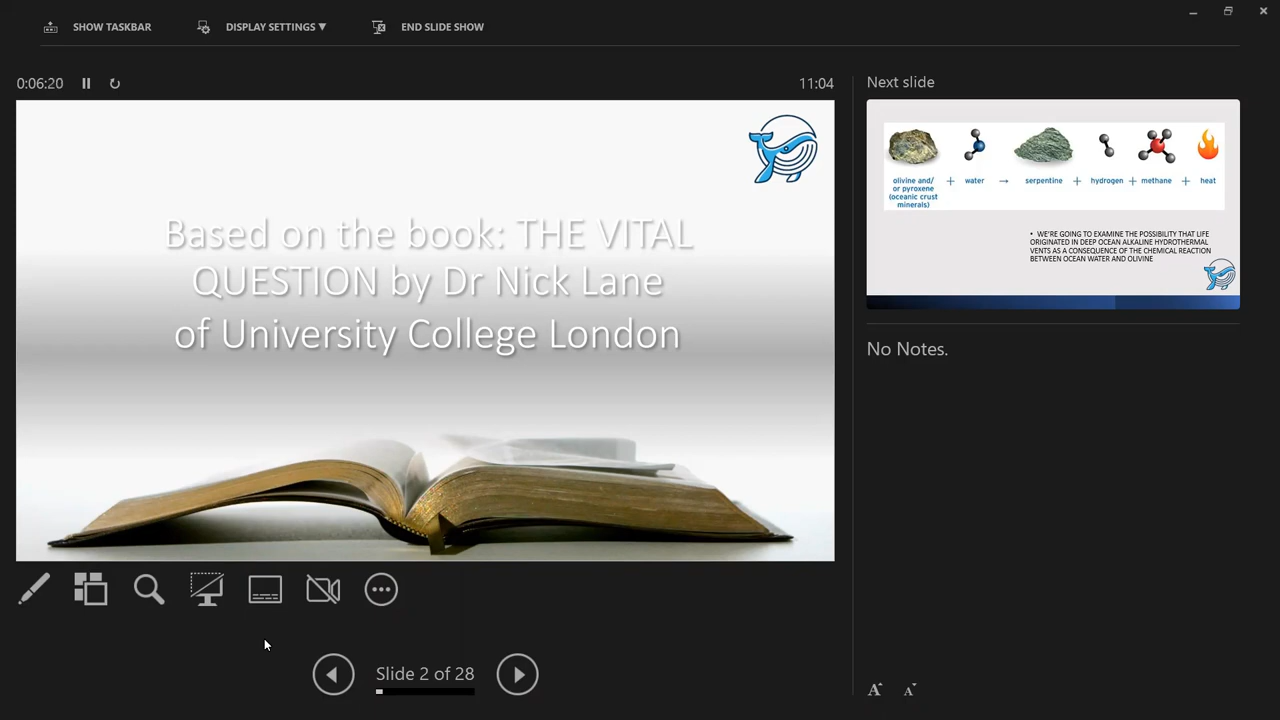 SHOW TASKBAR
DISPLAY SETTINGS ▼
END SLIDE SHOW
0:06:20
11:04
Based on the book: THE VITAL
QUESTION by Dr Nick Lane
of University College London
Slide 2 of 28
Next slide
olivine and/
or pyroxene
(oceanic crust
minerals)
+
water
→
serpentine
+
hydrogen
+
methane
+
heat
• WE'RE GOING TO EXAMINE THE POSSIBILITY THAT LIFE
ORIGINATED IN DEEP OCEAN ALKALINE HYDROTHERMAL
VENTS AS A CONSEQUENCE OF THE CHEMICAL REACTION
BETWEEN OCEAN WATER AND OLIVINE
No Notes.
A A